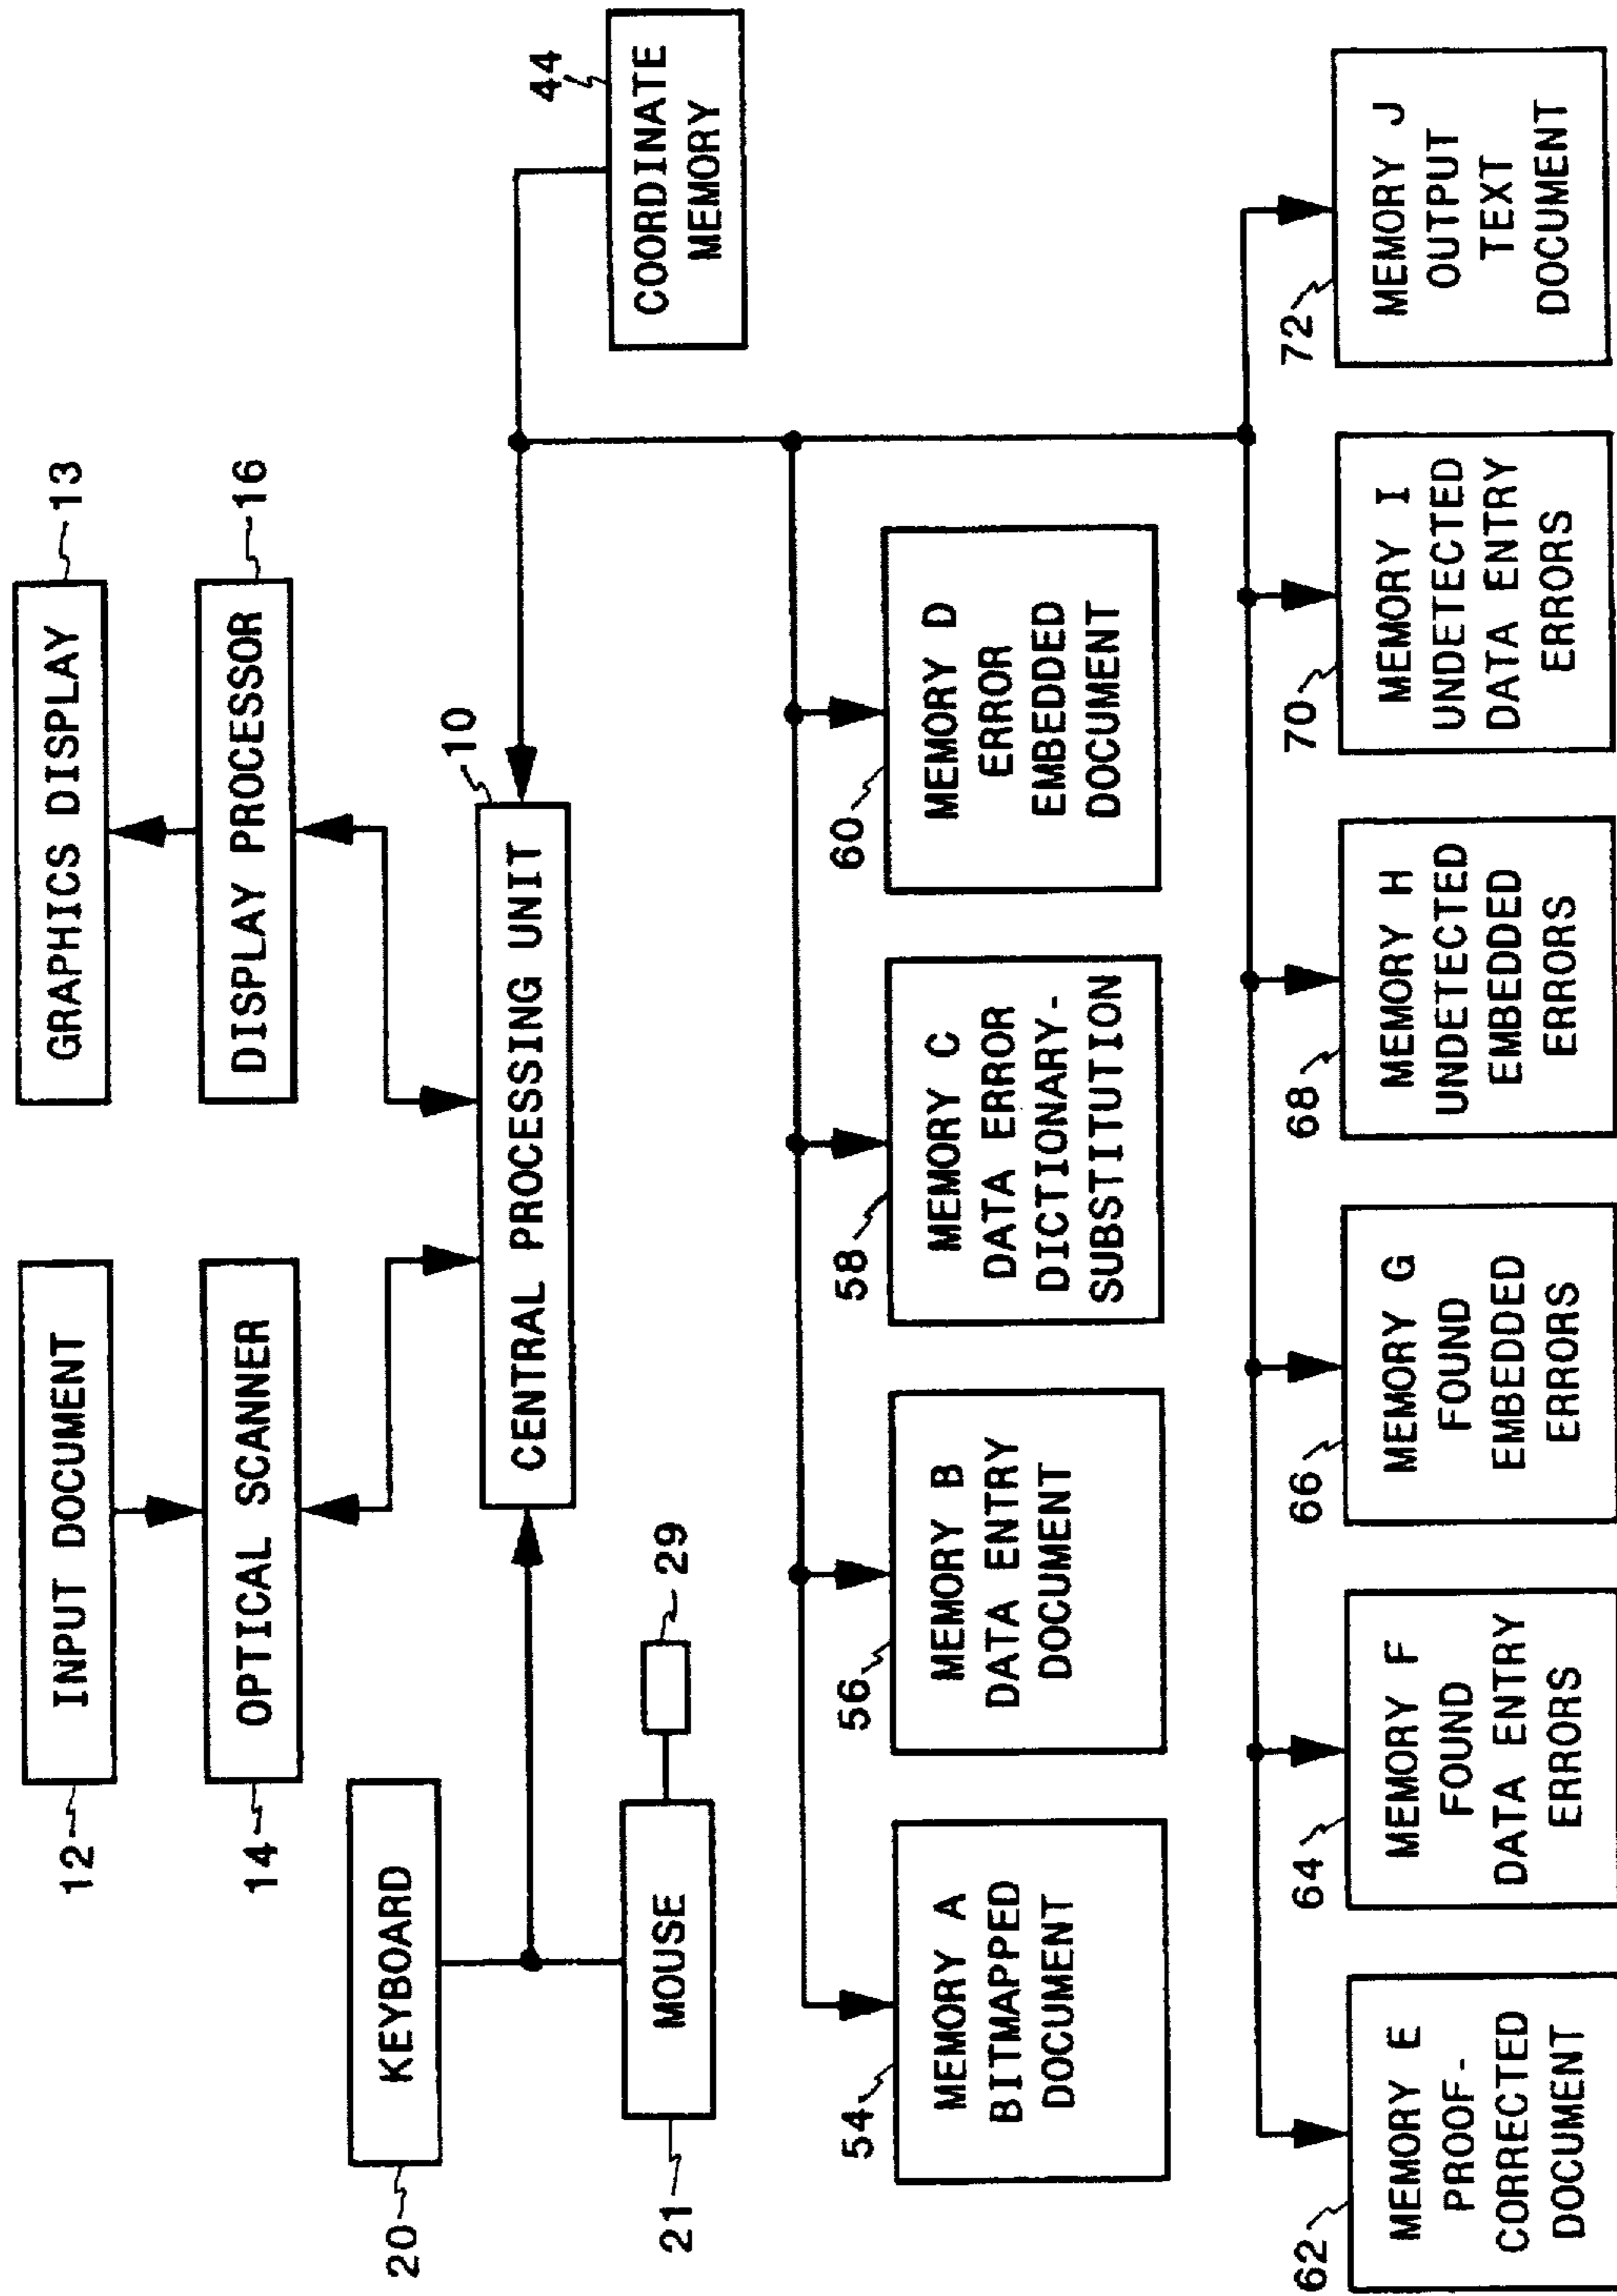 12
INPUT DOCUMENT
GRAPHICS DISPLAY
13
14
OPTICAL SCANNER
DISPLAY PROCESSOR
16
20
KEYBOARD
CENTRAL PROCESSING UNIT
10
21
MOUSE
29
44
COORDINATE
MEMORY
54
MEMORY A
BITMAPPED
DOCUMENT
56
MEMORY B
DATA ENTRY
DOCUMENT
58
MEMORY C
DATA ERROR
DICTIONARY-
SUBSTITUTION
60
MEMORY D
ERROR
EMBEDDED
DOCUMENT
62
MEMORY E
PROOF-
CORRECTED
DOCUMENT
64
MEMORY F
FOUND
DATA ENTRY
ERRORS
66
MEMORY G
FOUND
EMBEDDED
ERRORS
68
MEMORY H
UNDETECTED
EMBEDDED
ERRORS
70
MEMORY I
UNDETECTED
DATA ENTRY
ERRORS
72
MEMORY J
OUTPUT
TEXT
DOCUMENT